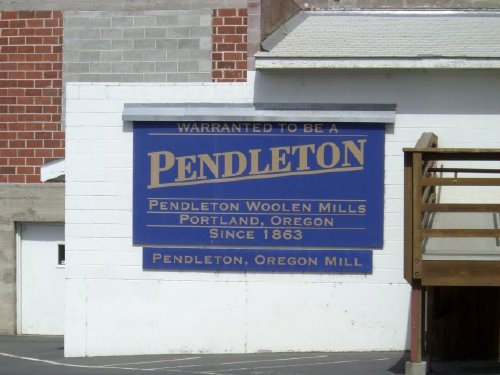 WARRANTED TO BE A
PENDLETON
PENDLETON WOOLEN MILLS
PORTLAND, OREGON
SINCE 1863
PENDLETON, OREGON MILL